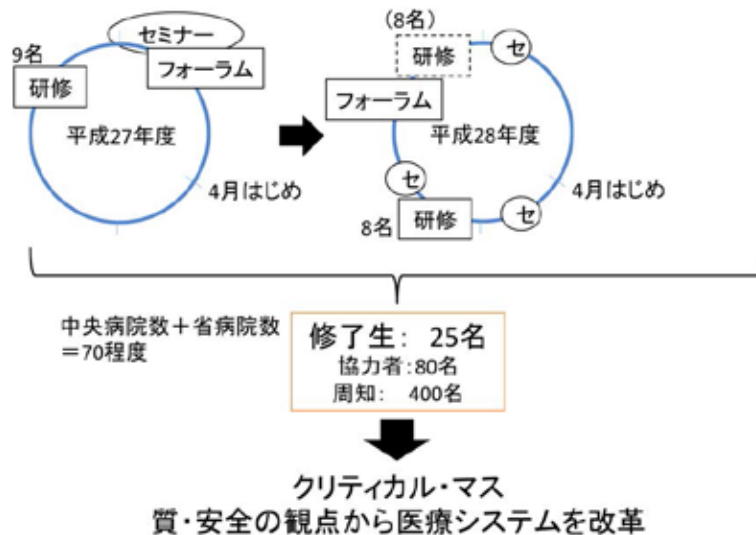 セミナー
9名
研修
フォーラム
平成27年度
4月はじめ
(8名)
研修
セ
フォーラム
平成28年度
セ
4月はじめ
研修
セ
8名
中央病院数＋省病院数
＝70程度
修了生： 25名
協力者：80名
周知： 400名
クリティカル・マス
質・安全の観点から医療システムを改革